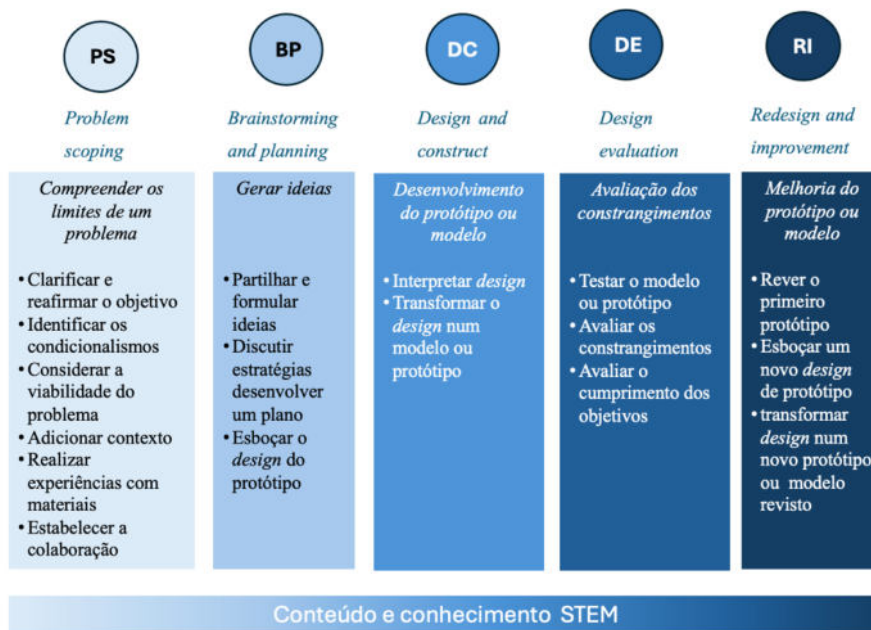 PS
Problem
scoping
Compreender os
limites de um
problema
• Clarificar e
reafirmar o objetivo
• Identificar os
condicionalismos
• Considerar a
viabilidade do
problema
• Adicionar contexto
• Realizar
experiências com
materiais
• Estabelecer a
colaboração
BP
Brainstorming
and planning
Gerar ideias
• Partilhar e
formular
ideias
• Discutir
estratégias
desenvolver
um plano
• Esboçar o
design do
protótipo
DC
Design and
construct
Desenvolvimento
do protótipo ou
modelo
• Interpretar design
• Transformar o
design num
modelo ou
protótipo
DE
Design
evaluation
Avaliação dos
constrangimentos
• Testar o modelo
ou protótipo
• Avaliar os
constrangimentos
• Avaliar o
cumprimento dos
objetivos
RI
Redesign and
improvement
Melhoria do
protótipo ou
modelo
• Rever o
primeiro
protótipo
• Esboçar um
novo design
de protótipo
• transformar
design num
novo protótipo
ou modelo
revisto
Conteúdo e conhecimento STEM